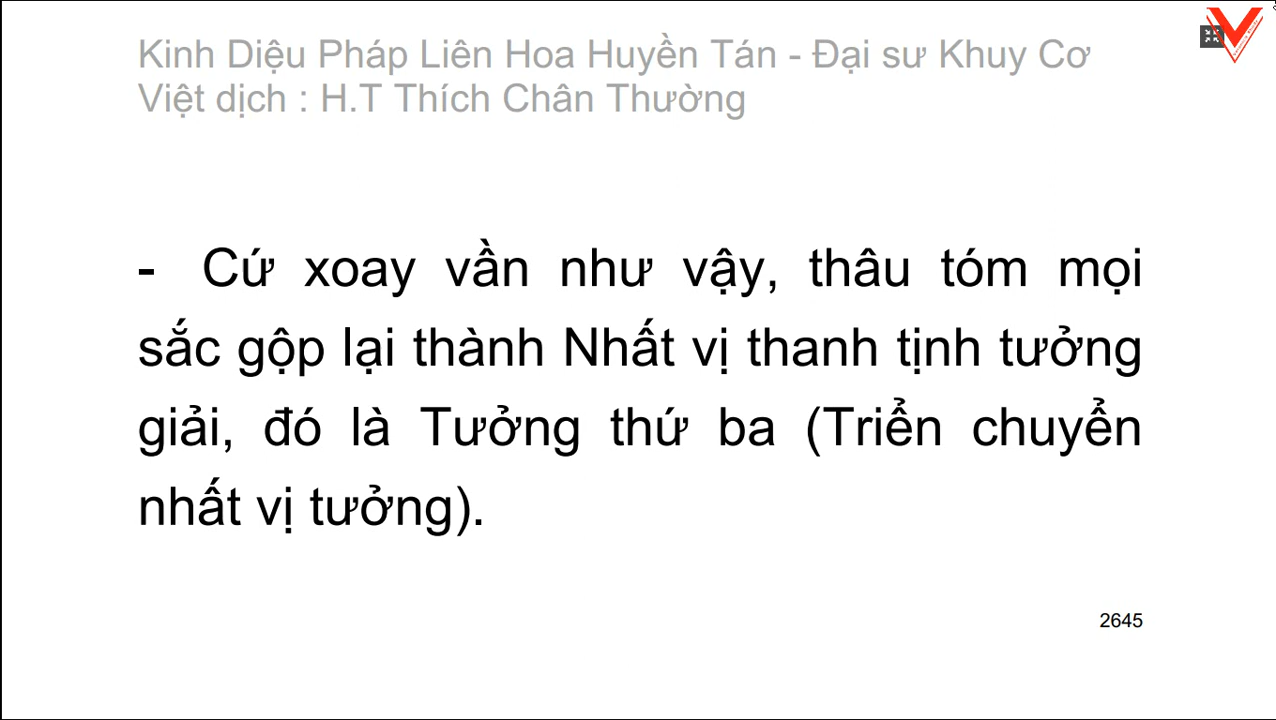 Kinh Diệu Pháp Liên Hoa Huyền Tán - Đại sư Khuy Cơ
Việt dịch : H.T Thích Chân Thường
- Cứ xoay vần như vậy, thâu tóm mọi
sắc gộp lại thành Nhất vị thanh tịnh tưởng
giải, đó là Tưởng thứ ba (Triển chuyển
nhất vị tưởng).
2645